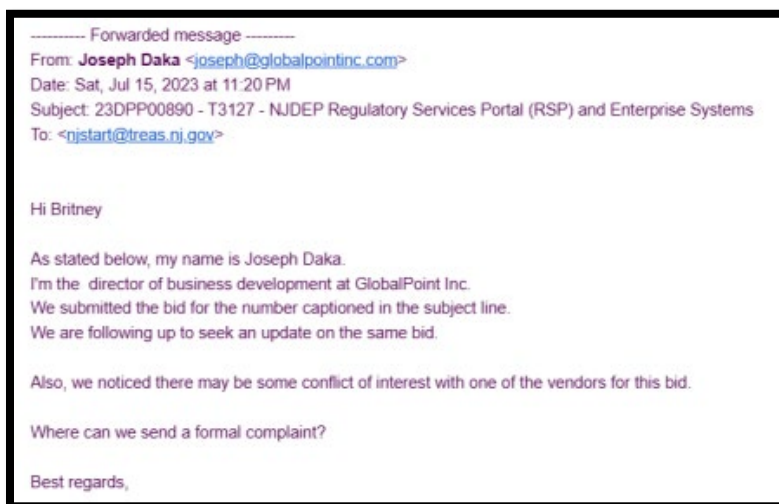 ---------- Forwarded message ---------
From: Joseph Daka <joseph@globalpointinc.com>
Date: Sat, Jul 15, 2023 at 11:20 PM
Subject: 23DPP00890 - T3127 - NJDEP Regulatory Services Portal (RSP) and Enterprise Systems
To: <njstart@treas.nj.gov>
Hi Britney
As stated below, my name is Joseph Daka.
I'm the director of business development at GlobalPoint Inc.
We submitted the bid for the number captioned in the subject line.
We are following up to seek an update on the same bid.
Also, we noticed there may be some conflict of interest with one of the vendors for this bid.
Where can we send a formal complaint?
Best regards,